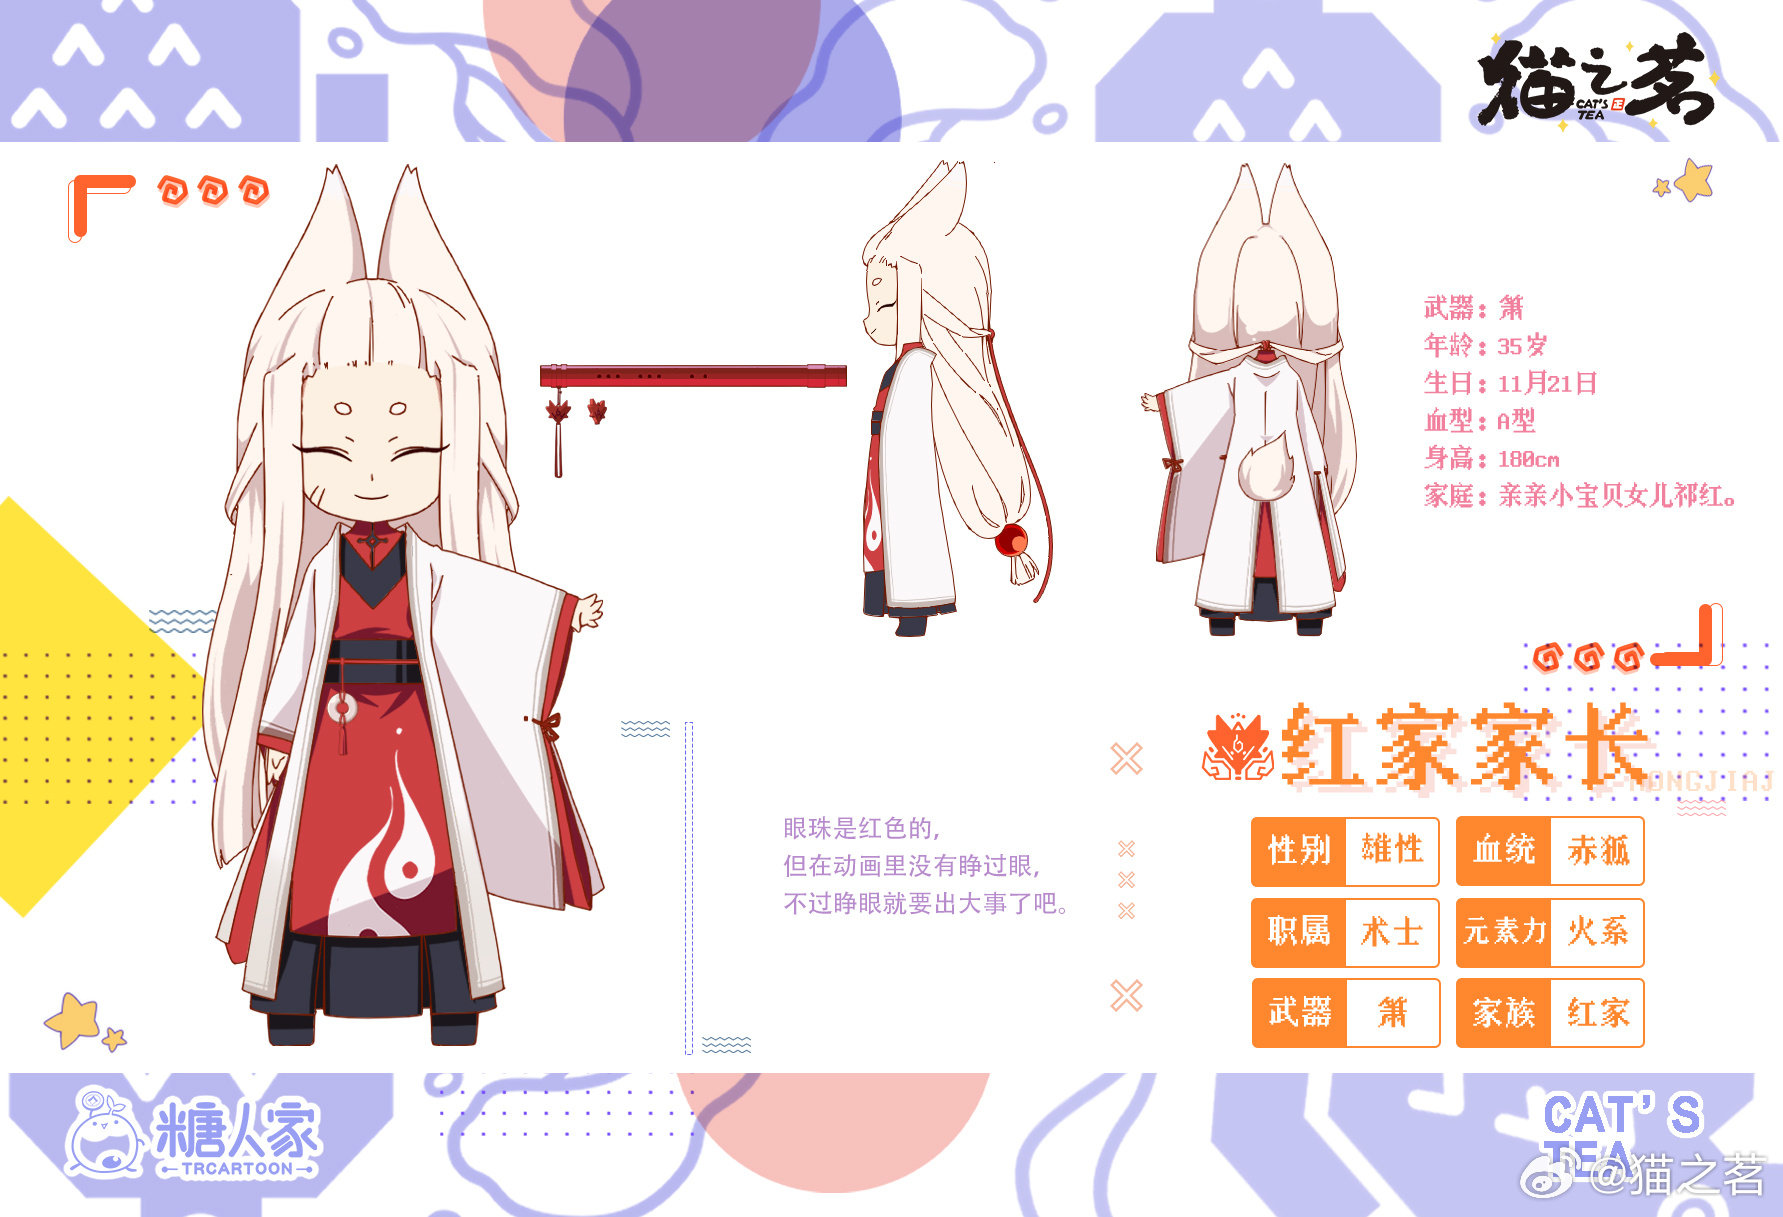 猫之茗
CAT'S
TEA
武器：箫
年龄：35岁
生日：11月21日
血型：A型
身高：180cm
家庭：亲亲小宝贝女儿祁红。
红家家长
HONGJIAJ
眼珠是红色的，
但在动画里没有睁过眼，
不过睁眼就要出大事了吧。
性别 雄性 血统 赤狐
职属 术士 元素力 火系
武器 箫 家族 红家
糖人家
TRCARTOON
CAT'S
TEA
@猫之茗